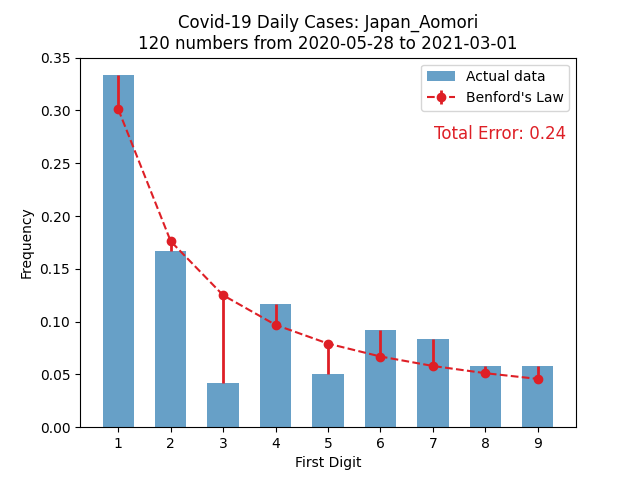 Covid-19 Daily Cases: Japan_Aomori
120 numbers from 2020-05-28 to 2021-03-01
Actual data
Benford's Law
Total Error: 0.24
Frequency
0.35
0.30
0.25
0.20
0.15
0.10
0.05
0.00
1 2 3 4 5 6 7 8 9
First Digit